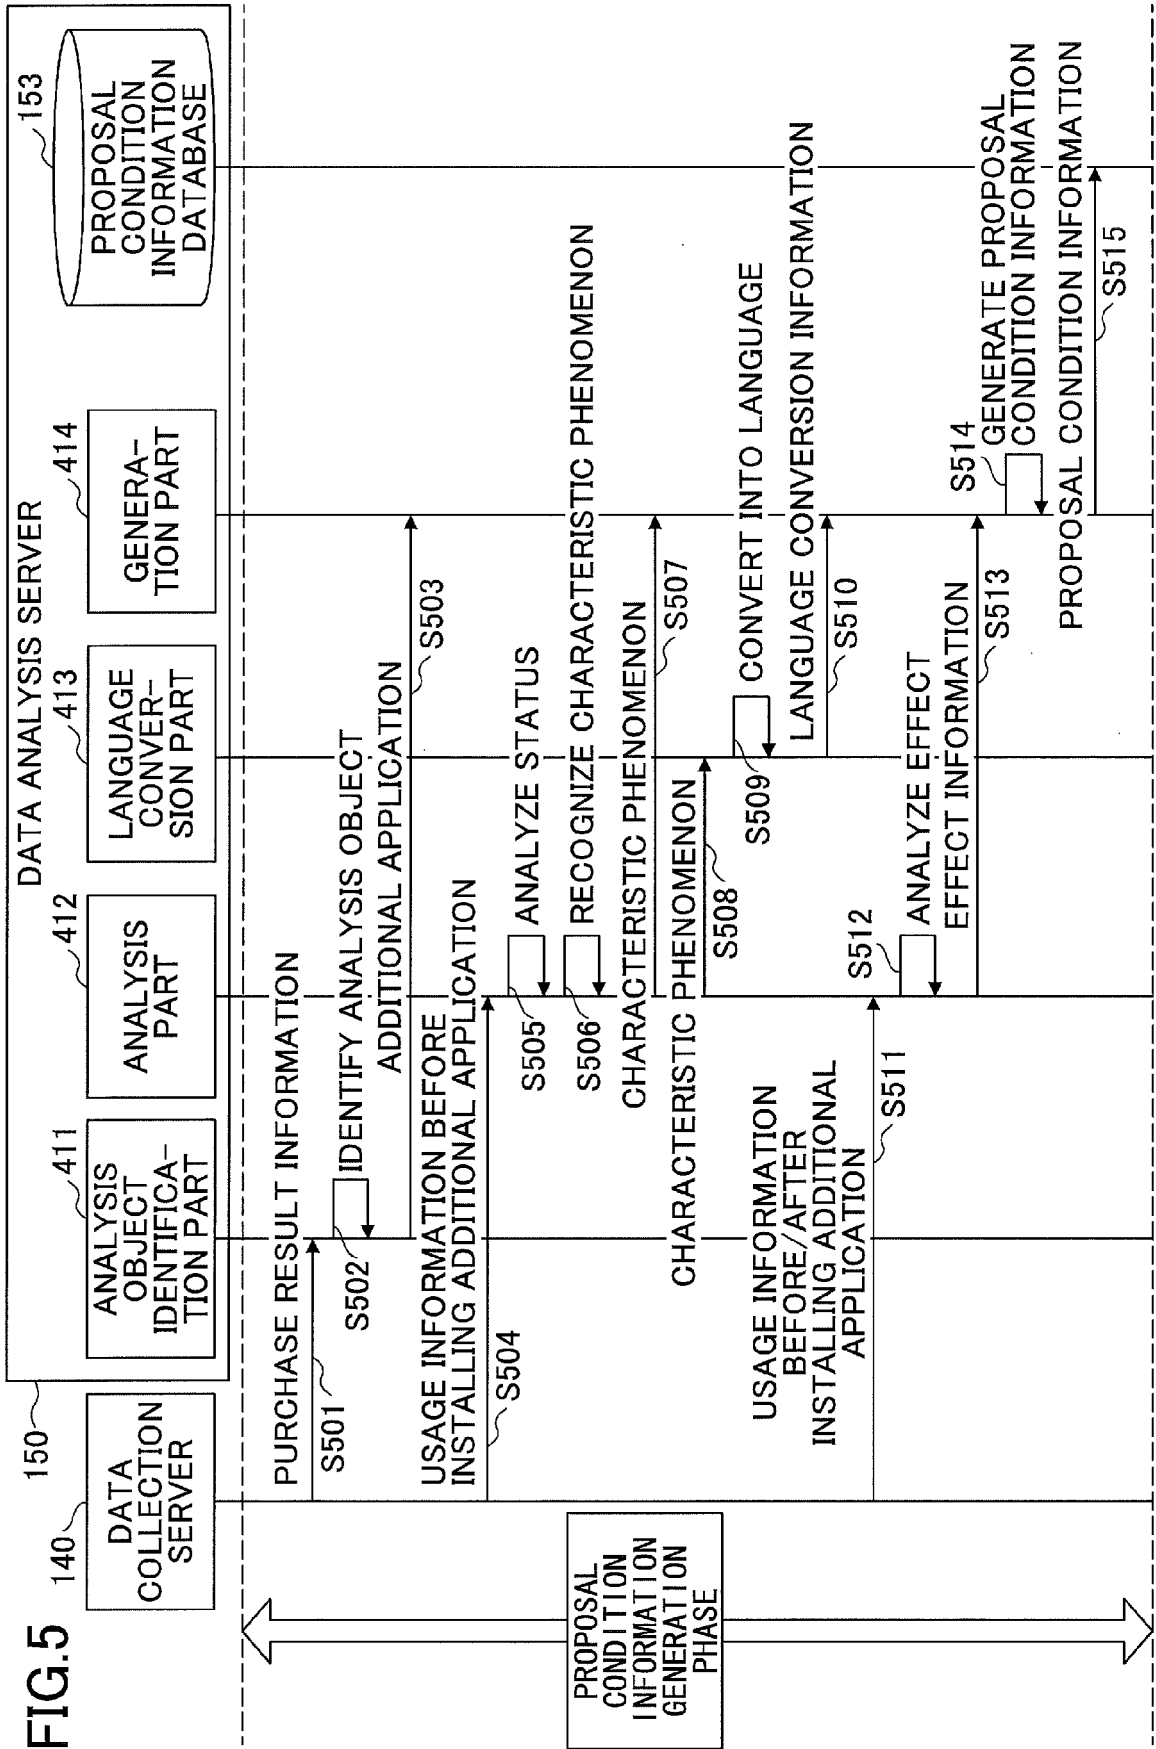 FIG.5
DATA ANALYSIS SERVER
150
140
DATA
COLLECTION
SERVER
411
ANALYSIS
OBJECT
IDENTIFICA-
TION PART
412
ANALYSIS
PART
413
LANGUAGE
CONVER-
SION PART
414
GENERA-
TION PART
153
PROPOSAL
CONDITION
INFORMATION
DATABASE
PROPOSAL
CONDITION
INFORMATION
GENERATION
PHASE
PURCHASE RESULT INFORMATION
S501
IDENTIFY ANALYSIS OBJECT
S502
ADDITIONAL APPLICATION
S503
USAGE INFORMATION BEFORE
INSTALLING ADDITIONAL APPLICATION
S504
ANALYZE STATUS
S505
RECOGNIZE CHARACTERISTIC PHENOMENON
S506
CHARACTERISTIC PHENOMENON
S507
CHARACTERISTIC PHENOMENON
S508
CONVERT INTO LANGUAGE
S509
LANGUAGE CONVERSION INFORMATION
S510
USAGE INFORMATION
BEFORE/AFTER
INSTALLING ADDITIONAL
APPLICATION
S511
ANALYZE EFFECT
S512
EFFECT INFORMATION
S513
GENERATE PROPOSAL
CONDITION INFORMATION
S514
PROPOSAL CONDITION INFORMATION
S515